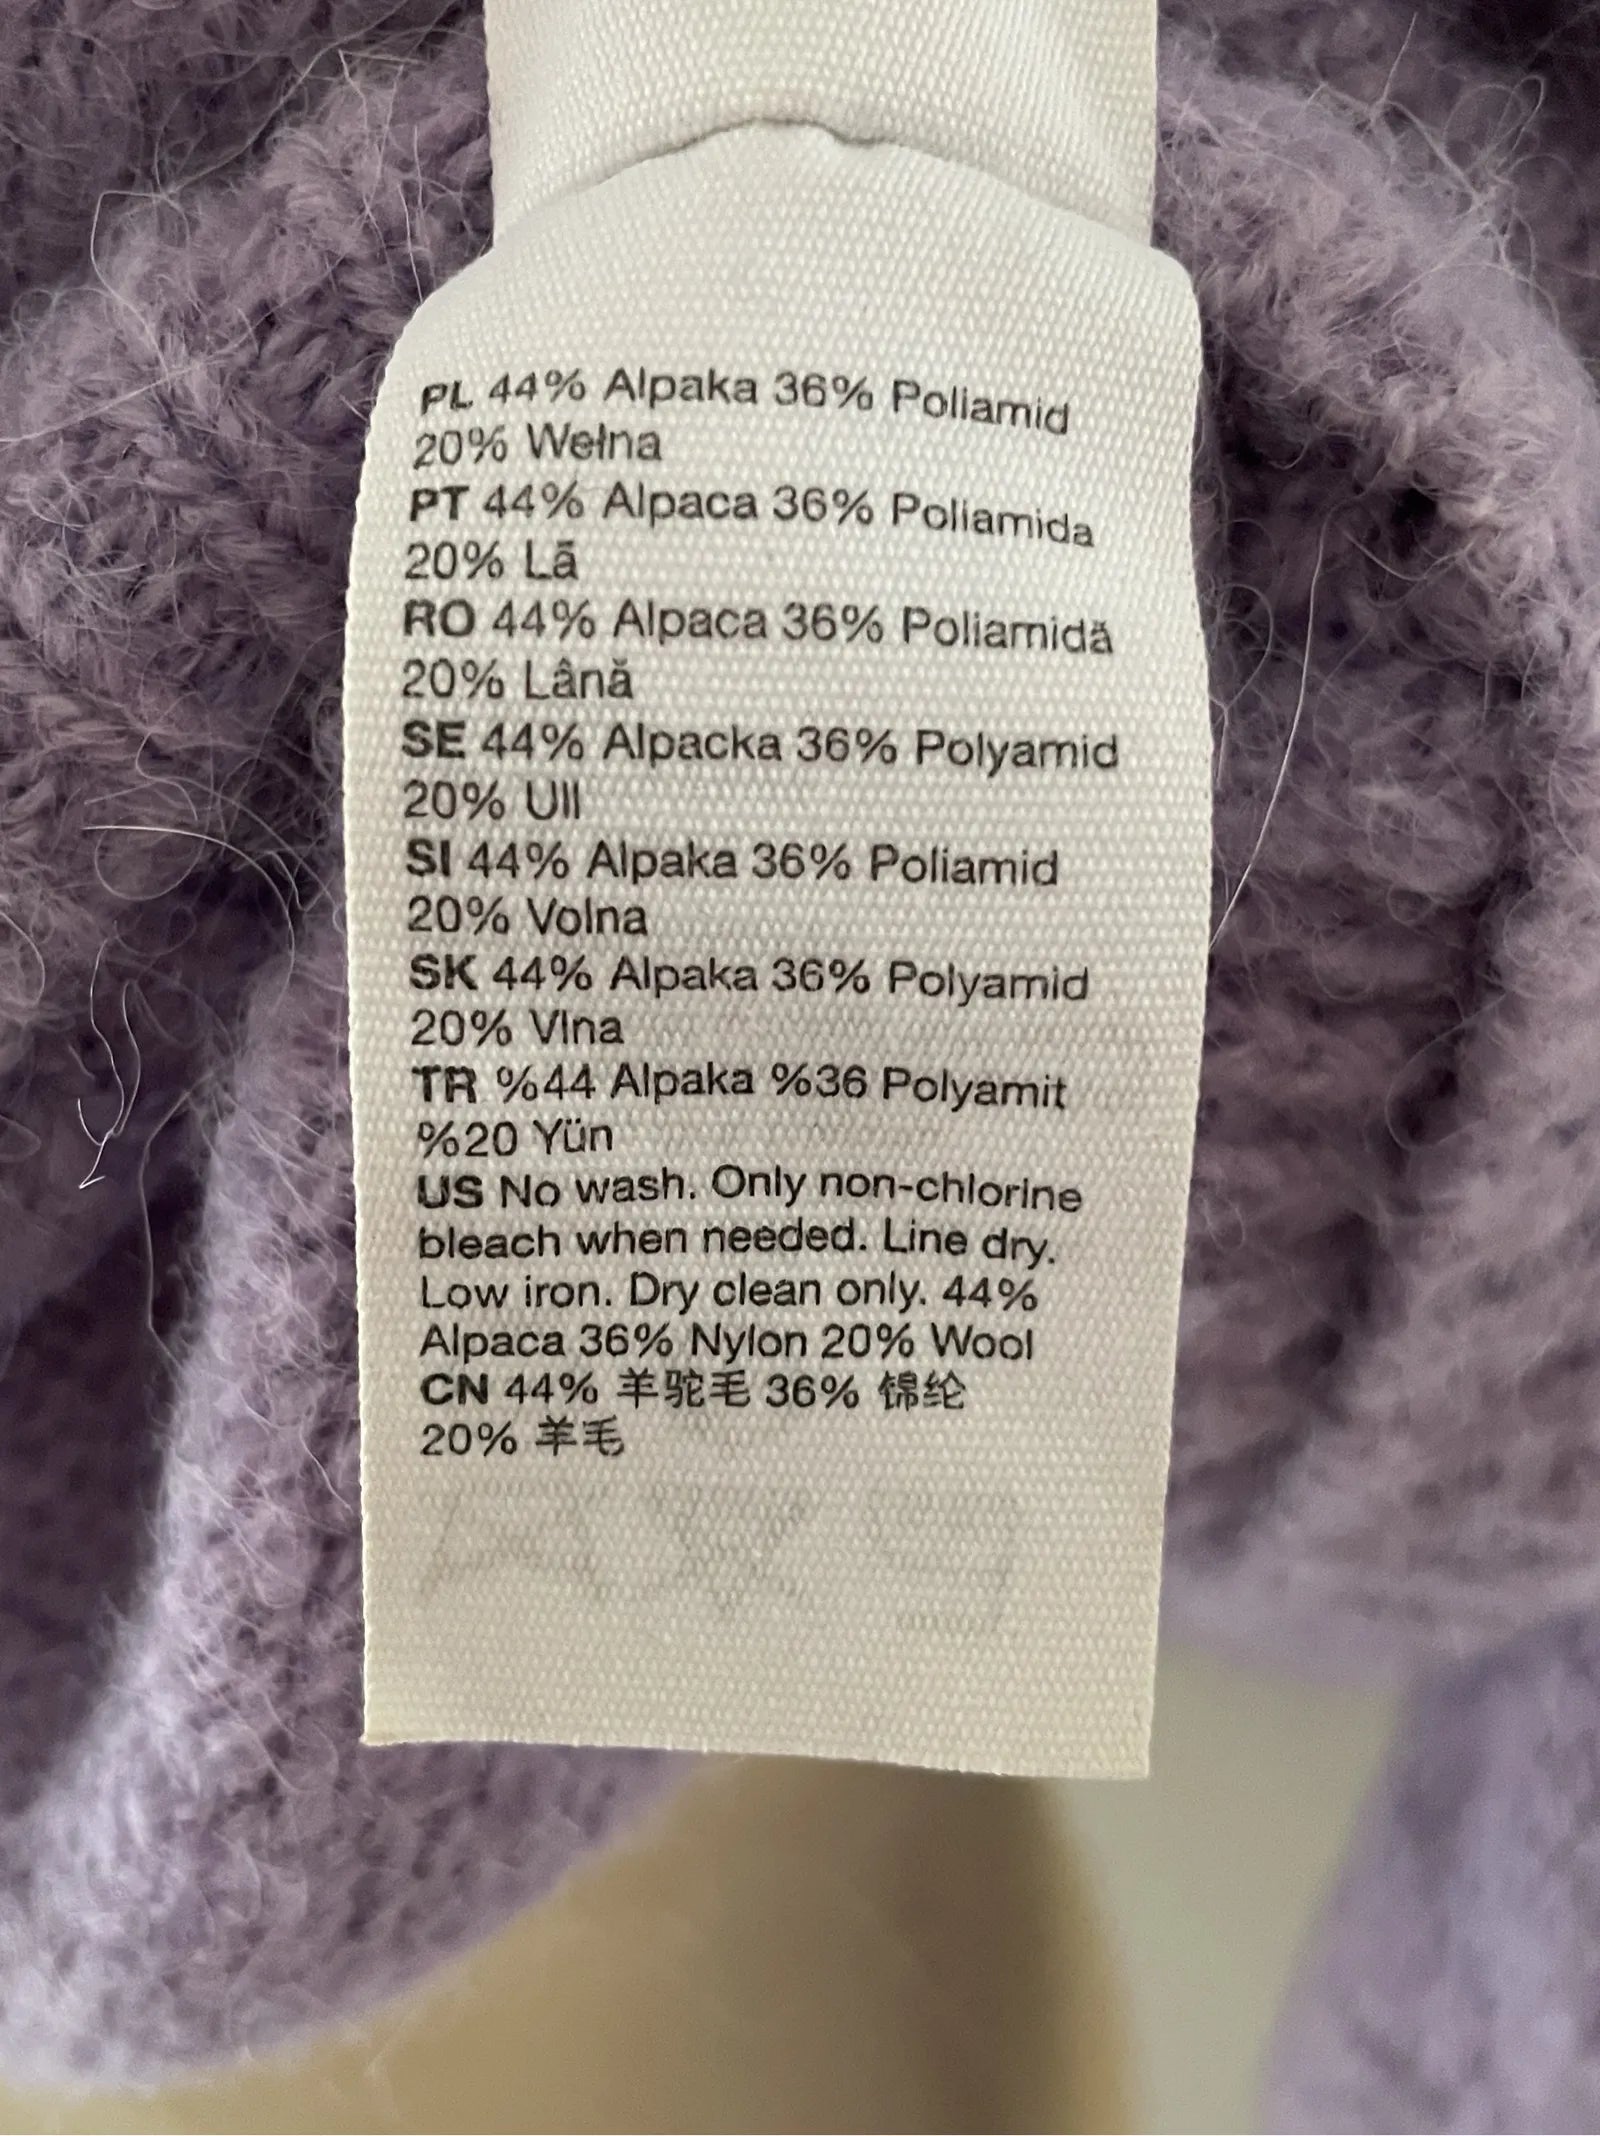 PL 44% Alpaka 36% Poliamid
20% Wełna
PT 44% Alpaca 36% Poliamida
20% Lã
RO 44% Alpaca 36% Poliamidă
20% Lână
SE 44% Alpacka 36% Polyamid
20% Ull
SI 44% Alpaka 36% Poliamid
20% Volna
SK 44% Alpaka 36% Polyamid
20% Vlna
TR %44 Alpaka %36 Polyamit
%20 Yün
US No wash. Only non-chlorine
bleach when needed. Line dry.
Low iron. Dry clean only. 44%
Alpaca 36% Nylon 20% Wool
CN 44% 羊驼毛 36% 锦纶
20% 羊毛